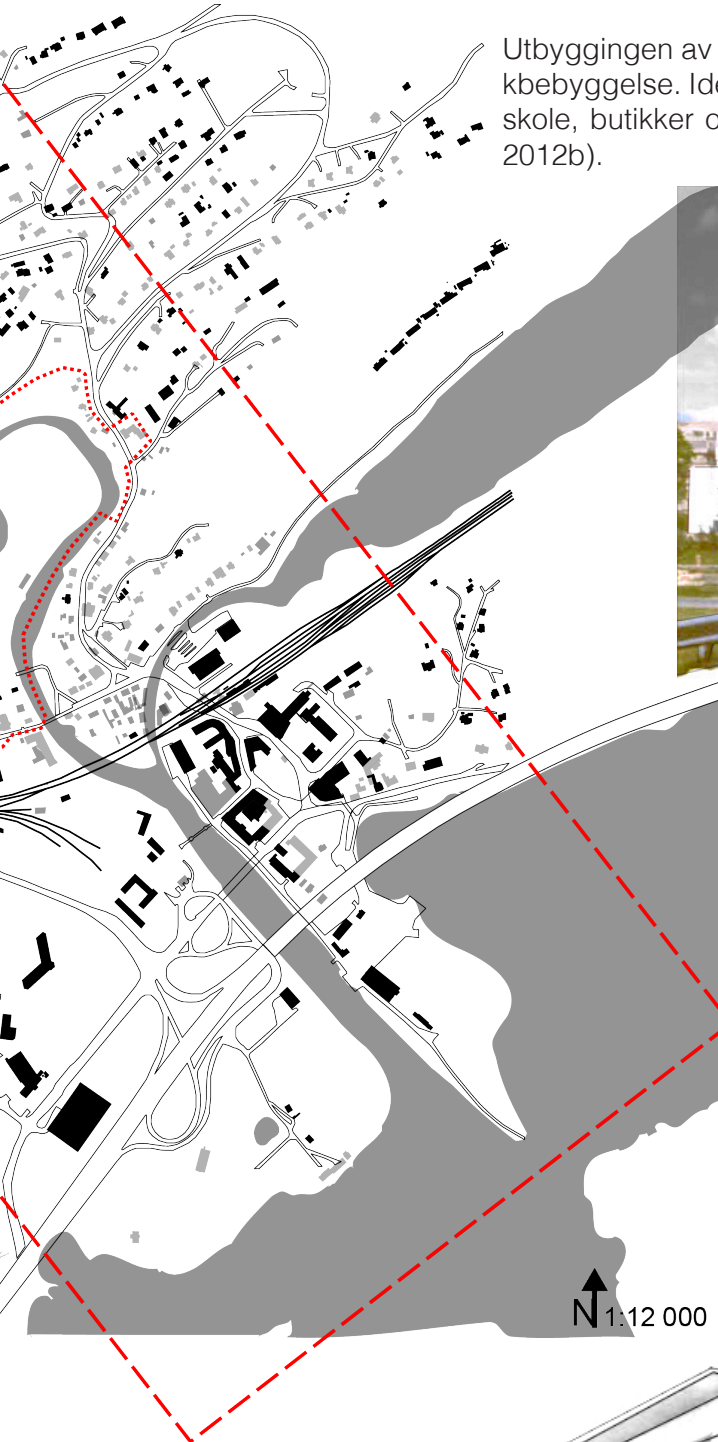 Utbyggingen av
kbebyggelse. Ide
skole, butikker o
2012b).
N 1:12 000